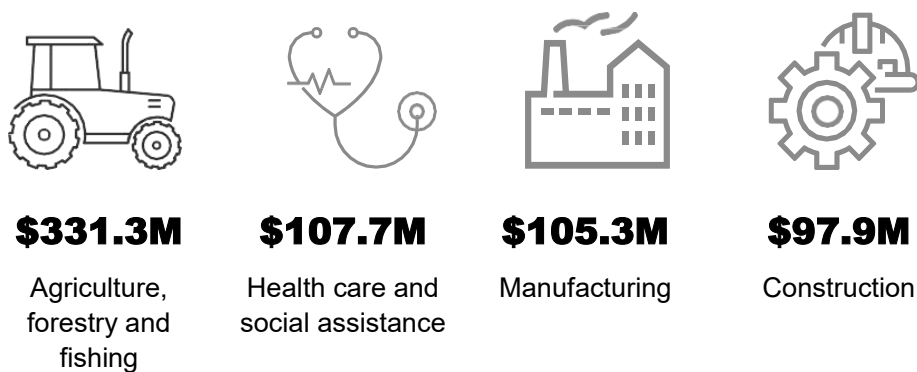 $331.3M
Agriculture,
forestry and
fishing
$107.7M
Health care and
social assistance
$105.3M
Manufacturing
$97.9M
Construction